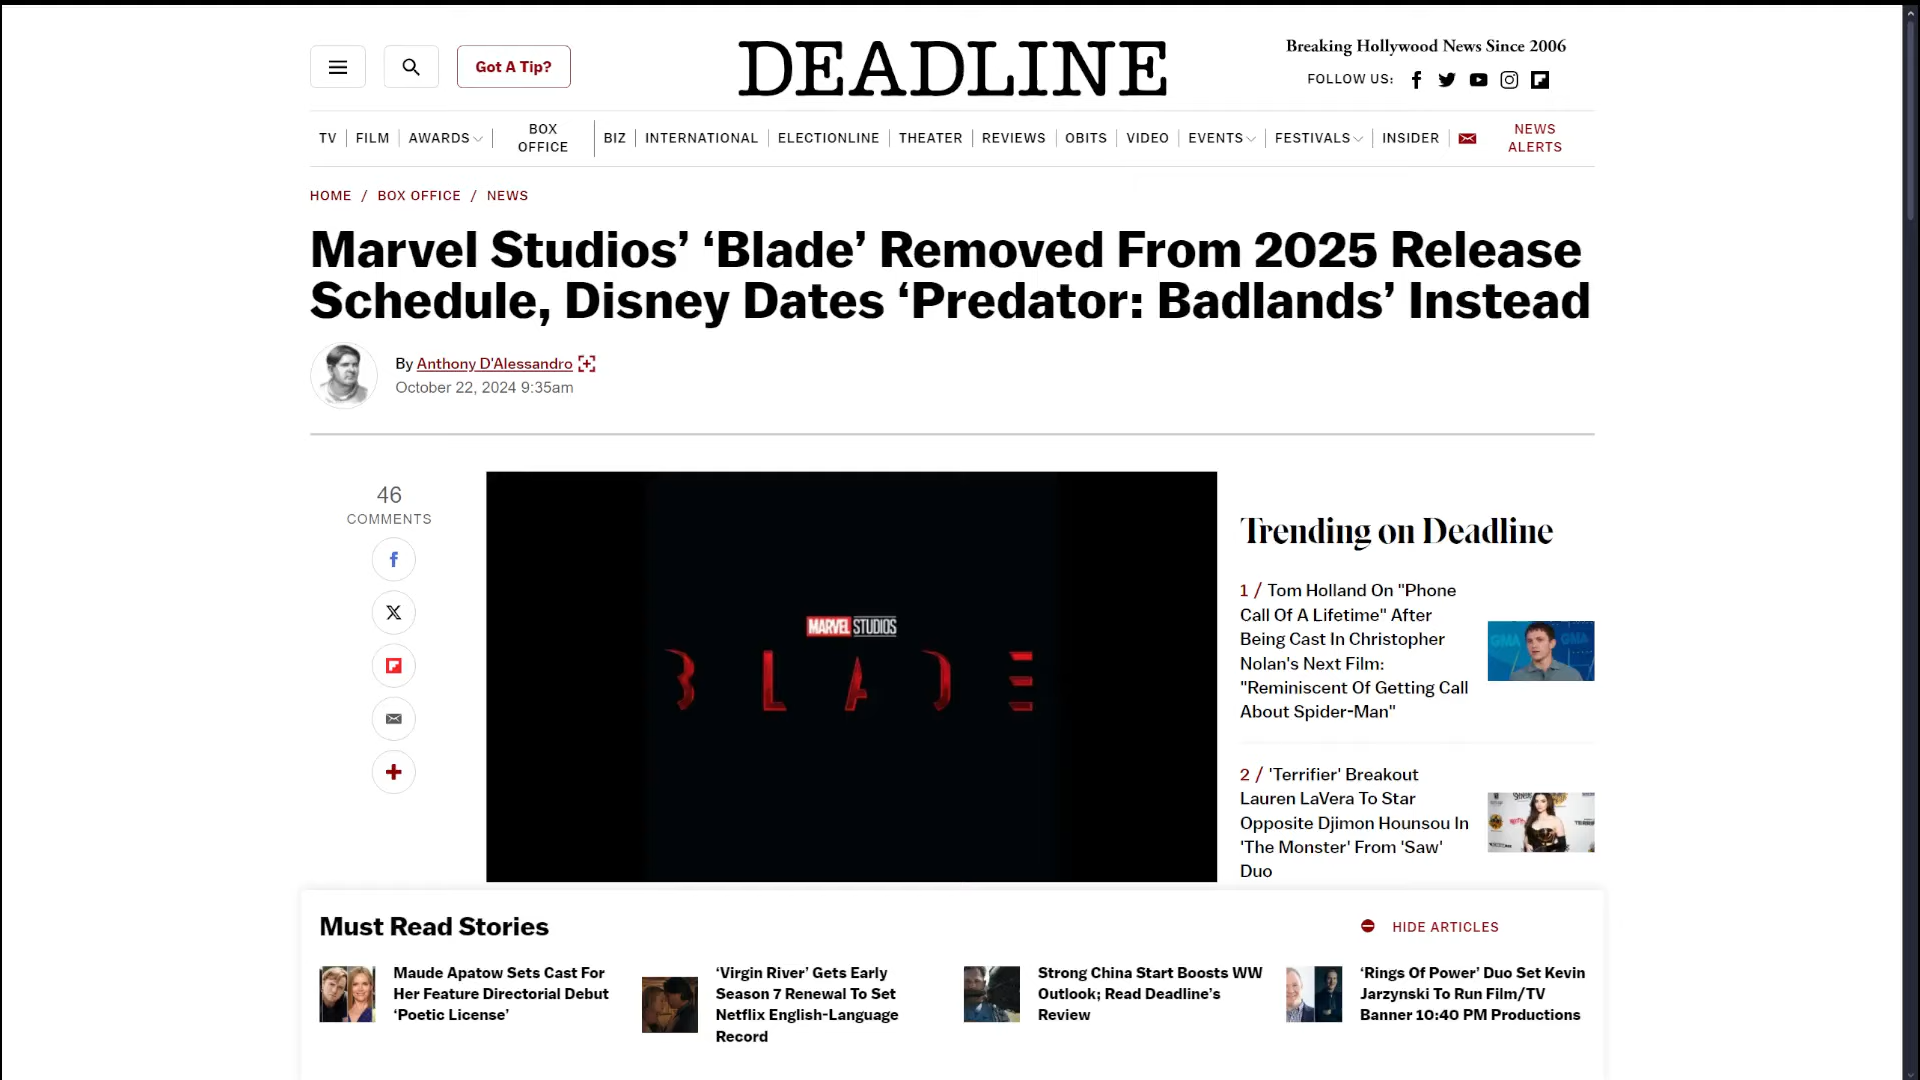 Got A Tip?
DEADLINE
Breaking Hollywood News Since 2006
FOLLOW US:
TV
FILM
AWARDS
BOX
OFFICE
BIZ
INTERNATIONAL
ELECTIONLINE
THEATER
REVIEWS
OBITS
VIDEO
EVENTS
FESTIVALS
INSIDER
NEWS
ALERTS
HOME / BOX OFFICE / NEWS
Marvel Studios’ ‘Blade’ Removed From 2025 Release
Schedule, Disney Dates ‘Predator: Badlands’ Instead
By Anthony D'Alessandro
October 22, 2024 9:35am
46
COMMENTS
MARVEL STUDIOS
BLADE
Trending on Deadline
1 / Tom Holland On "Phone
Call Of A Lifetime" After
Being Cast In Christopher
Nolan's Next Film:
"Reminiscent Of Getting Call
About Spider-Man"
GMA
GMA
2 / 'Terrifier' Breakout
Lauren LaVera To Star
Opposite Djimon Hounsou In
'The Monster' From 'Saw'
Duo
Must Read Stories
HIDE ARTICLES
Maude Apatow Sets Cast For
Her Feature Directorial Debut
‘Poetic License’
‘Virgin River’ Gets Early
Season 7 Renewal To Set
Netflix English-Language
Record
Strong China Start Boosts WW
Outlook; Read Deadline’s
Review
‘Rings Of Power’ Duo Set Kevin
Jarzynski To Run Film/TV
Banner 10:40 PM Productions